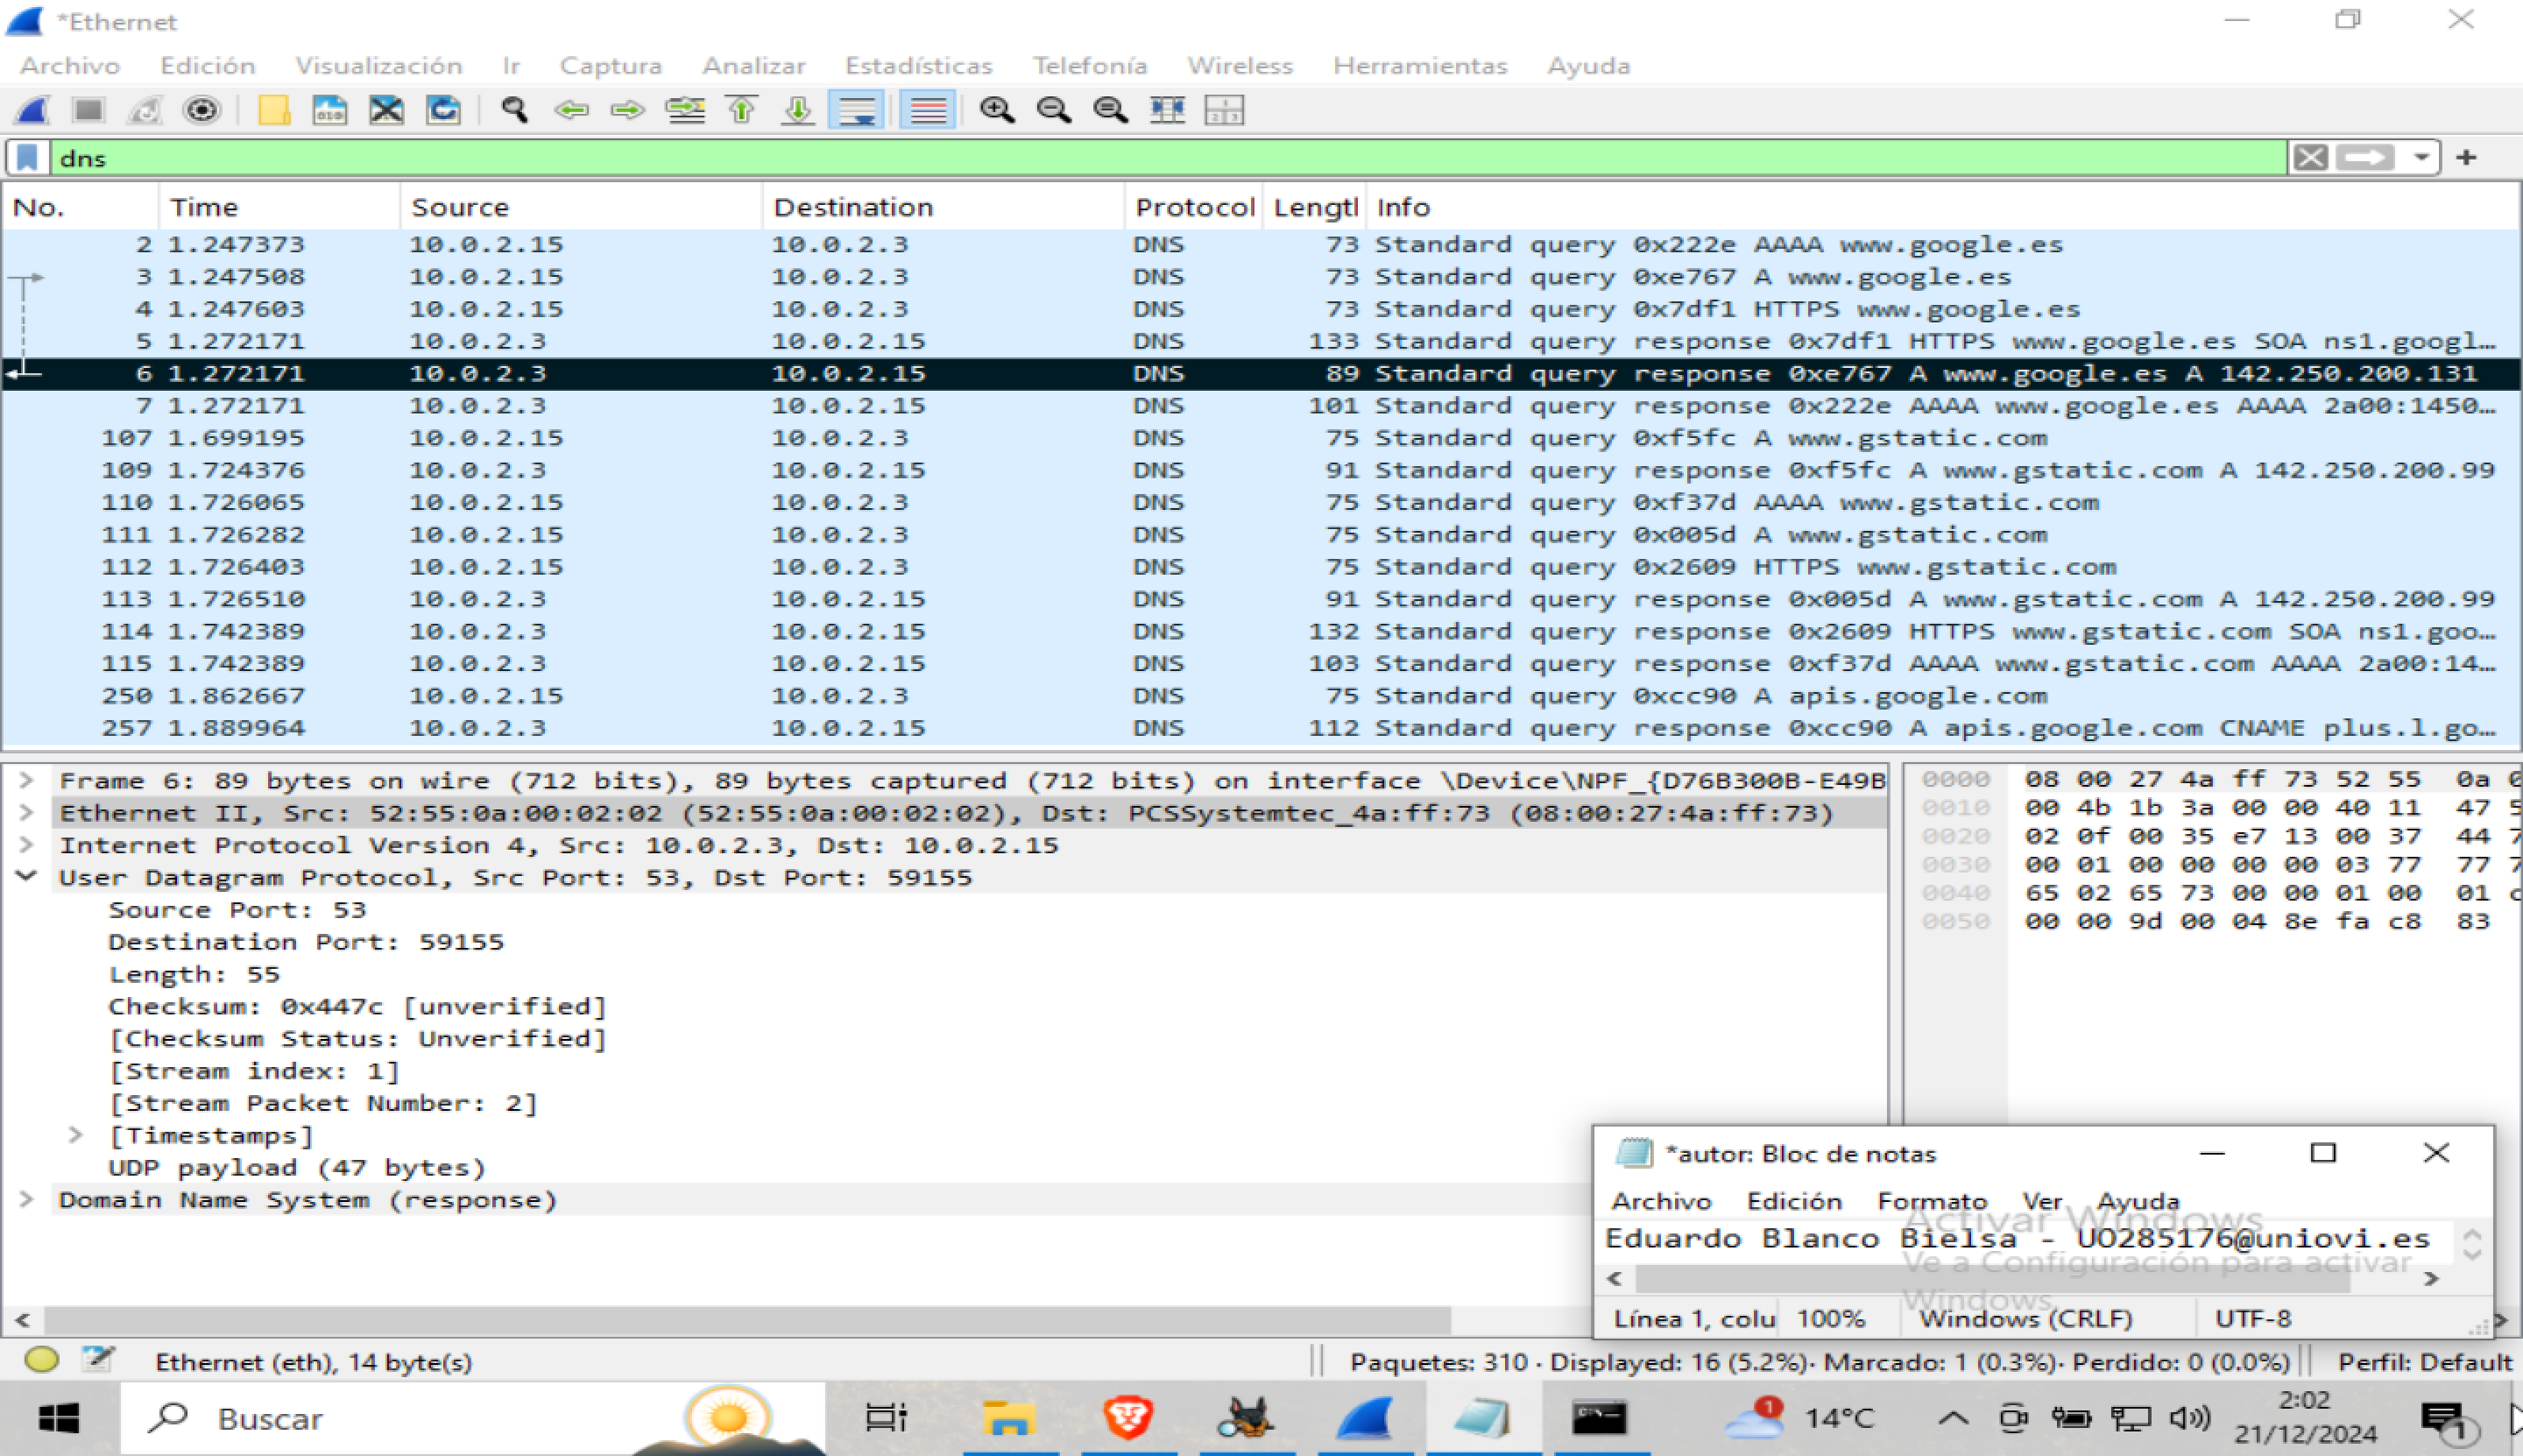 *Ethernet
Archivo Edición Visualización Ir Captura Analizar Estadísticas Telefonía Wireless Herramientas Ayuda
dns
No. Time Source Destination Protocol Lengtl Info
2 1.247373 10.0.2.15 10.0.2.3 DNS 73 Standard query 0x222e AAAA www.google.es
3 1.247508 10.0.2.15 10.0.2.3 DNS 73 Standard query 0xe767 A www.google.es
4 1.247603 10.0.2.15 10.0.2.3 DNS 73 Standard query 0x7df1 HTTPS www.google.es
5 1.272171 10.0.2.3 10.0.2.15 DNS 133 Standard query response 0x7df1 HTTPS www.google.es SOA ns1.googl…
6 1.272171 10.0.2.3 10.0.2.15 DNS 89 Standard query response 0xe767 A www.google.es A 142.250.200.131
7 1.272171 10.0.2.3 10.0.2.15 DNS 101 Standard query response 0x222e AAAA www.google.es AAAA 2a00:1450…
107 1.699195 10.0.2.15 10.0.2.3 DNS 75 Standard query 0xf5fc A www.gstatic.com
109 1.724376 10.0.2.3 10.0.2.15 DNS 91 Standard query response 0xf5fc A www.gstatic.com A 142.250.200.99
110 1.726065 10.0.2.15 10.0.2.3 DNS 75 Standard query 0xf37d AAAA www.gstatic.com
111 1.726282 10.0.2.15 10.0.2.3 DNS 75 Standard query 0x005d A www.gstatic.com
112 1.726403 10.0.2.15 10.0.2.3 DNS 75 Standard query 0x2609 HTTPS www.gstatic.com
113 1.726510 10.0.2.3 10.0.2.15 DNS 91 Standard query response 0x005d A www.gstatic.com A 142.250.200.99
114 1.742389 10.0.2.3 10.0.2.15 DNS 132 Standard query response 0x2609 HTTPS www.gstatic.com SOA ns1.goo…
115 1.742389 10.0.2.3 10.0.2.15 DNS 103 Standard query response 0xf37d AAAA www.gstatic.com AAAA 2a00:14…
250 1.862667 10.0.2.15 10.0.2.3 DNS 75 Standard query 0xcc90 A apis.google.com
257 1.889964 10.0.2.3 10.0.2.15 DNS 112 Standard query response 0xcc90 A apis.google.com CNAME plus.l.go…
Frame 6: 89 bytes on wire (712 bits), 89 bytes captured (712 bits) on interface \Device\NPF_{D76B300B-E49B
Ethernet II, Src: 52:55:0a:00:02:02 (52:55:0a:00:02:02), Dst: PCSSystemtec_4a:ff:73 (08:00:27:4a:ff:73)
Internet Protocol Version 4, Src: 10.0.2.3, Dst: 10.0.2.15
User Datagram Protocol, Src Port: 53, Dst Port: 59155
Source Port: 53
Destination Port: 59155
Length: 55
Checksum: 0x447c [unverified]
[Checksum Status: Unverified]
[Stream index: 1]
[Stream Packet Number: 2]
[Timestamps]
UDP payload (47 bytes)
Domain Name System (response)
0000 08 00 27 4a ff 73 52 55 0a
0010 00 4b 1b 3a 00 00 40 11 47
0020 02 0f 00 35 e7 13 00 37 44
0030 00 01 00 00 00 00 03 77 77
0040 65 02 65 73 00 00 01 00 01
0050 00 00 9d 00 04 8e fa c8 83
*autor: Bloc de notas
Archivo Edición Formato Ver Ayuda
Eduardo Blanco Bielsa - UO285176@uniovi.es
Activar Windows
Ve a Configuración para activar
Windows.
Línea 1, colu 100% Windows (CRLF) UTF-8
Ethernet (eth), 14 byte(s)
Paquetes: 310 · Displayed: 16 (5.2%)· Marcado: 1 (0.3%)· Perdido: 0 (0.0%) Perfil: Default
Buscar
1
14°C
2:02
21/12/2024
1